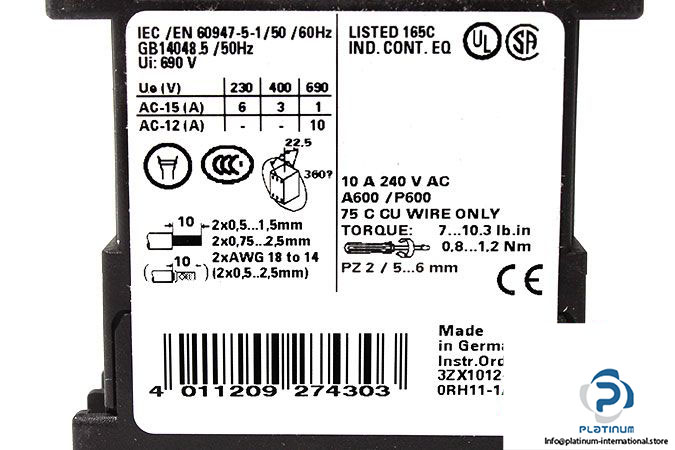 IEC /EN 60947-5-1/50 /60Hz
GB14048.5 /50Hz
Ui: 690 V
Ue (V) 230 400 690
AC-15 (A) 6 3 1
AC-12 (A) - - 10
CCC
22.5
360?
10
2x0,5...1,5mm
2x0,75...2,5mm
10
2xAWG 18 to 14
(2x0,5...2,5mm)
LISTED 165C
IND. CONT. EQ
UL
SA
10 A 240 V AC
A600 /P600
75 C CU WIRE ONLY
TORQUE: 7...10.3 lb.in
0,8...1,2 Nm
PZ 2 / 5...6 mm
CE
4 011209 274303
Made
in Germa
Instr.Ord
3ZX1012
0RH11-1
PLATINUM
info@platinum-international.store